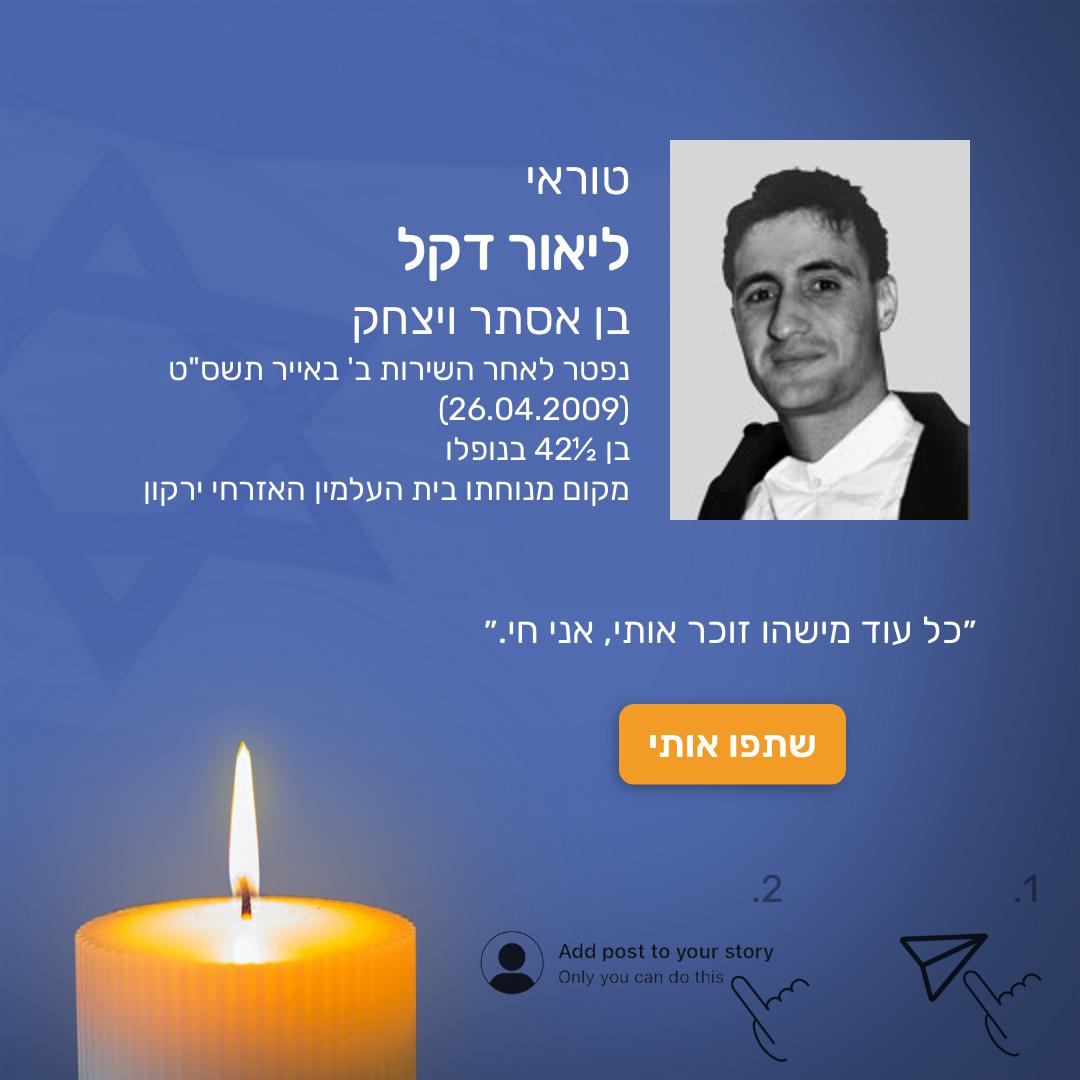 טוראי
ליאור דקל
בן אסתר ויצחק
נפטר לאחר השירות ב' באייר תשס"ט
(26.04.2009)
בן 42½ בנופלו
מקום מנוחתו בית העלמין האזרחי ירקון
״כל עוד מישהו זוכר אותי, אני חי.״
שתפו אותי
1.
2.
Add post to your story
Only you can do this